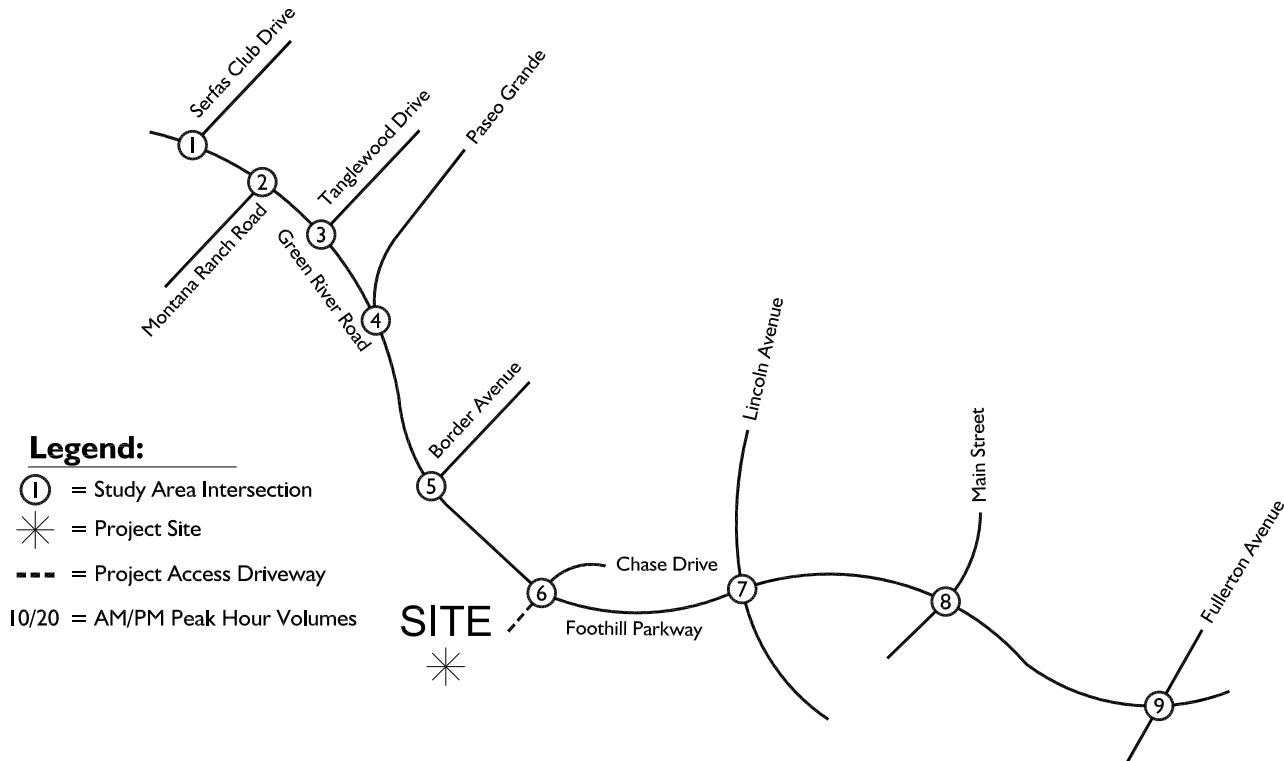 Serfas Club Drive
1
2
Montana Ranch Road
Tanglewood Drive
3
Green River Road
Paseo Grande
4
Border Avenue
5
Legend:
1 = Study Area Intersection
= Project Site
= Project Access Driveway
10/20 = AM/PM Peak Hour Volumes
SITE
6
Chase Drive
Foothill Parkway
Lincoln Avenue
7
Main Street
8
Fullerton Avenue
9